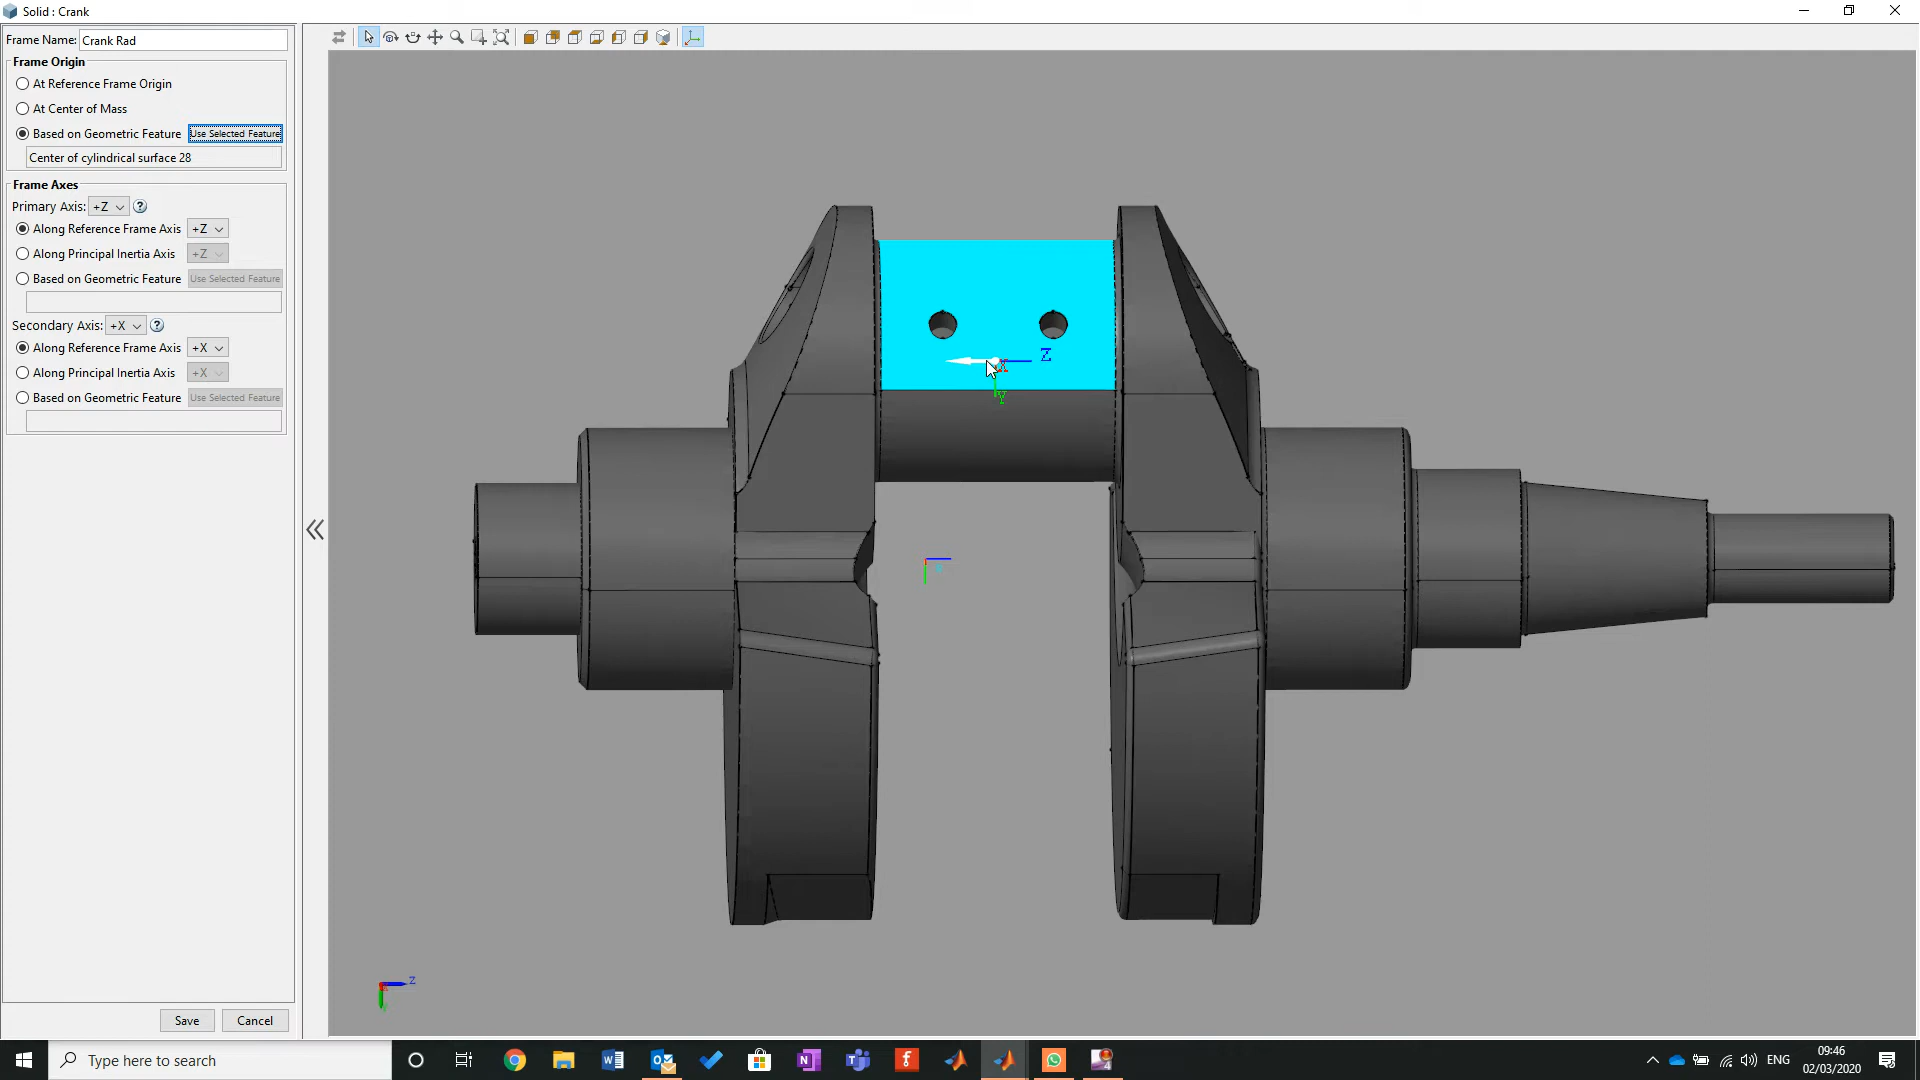 Solid : Crank
Frame Name: Crank Rad
Frame Origin
At Reference Frame Origin
At Center of Mass
Based on Geometric Feature Use Selected Feature
Center of cylindrical surface 28
Frame Axes
Primary Axis: +Z
Along Reference Frame Axis +Z
Along Principal Inertia Axis +Z
Based on Geometric Feature Use Selected Feature
Secondary Axis: +X
Along Reference Frame Axis +X
Along Principal Inertia Axis +X
Based on Geometric Feature Use Selected Feature
Z
X
Y
Z
Save Cancel
Type here to search
ENG
09:46
02/03/2020